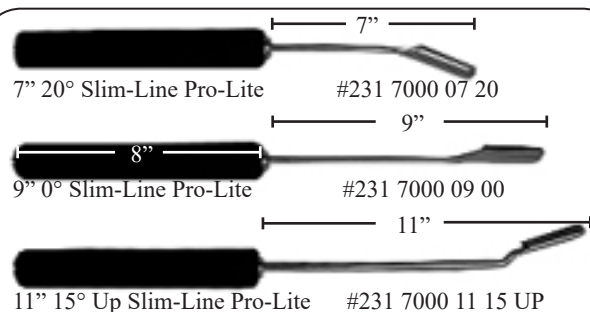 7”
7” 20° Slim-Line Pro-Lite #231 7000 07 20
9”
8”
9” 0° Slim-Line Pro-Lite #231 7000 09 00
11”
11” 15° Up Slim-Line Pro-Lite #231 7000 11 15 UP